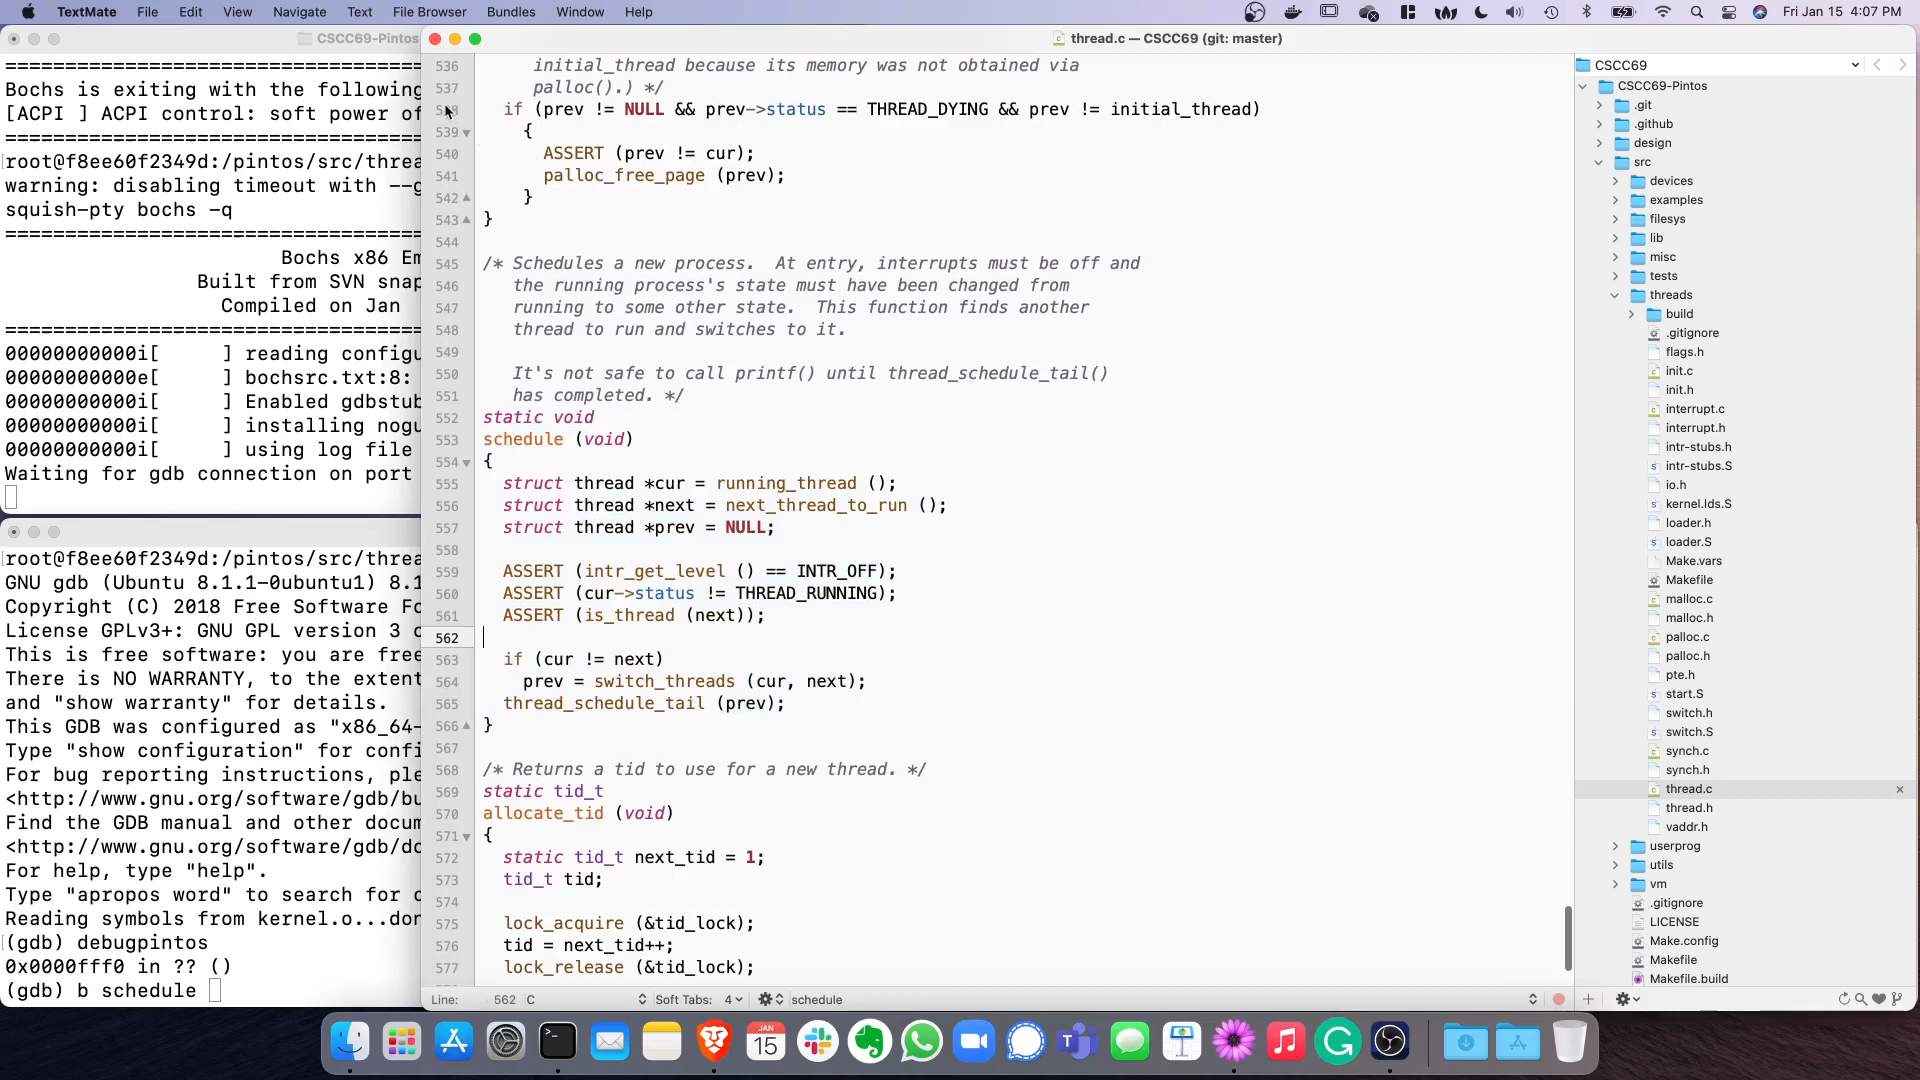 TextMate File Edit View Navigate Text File Browser Bundles Window Help
Fri Jan 15 4:07 PM
CSCC69-Pintos
================================
Bochs is exiting with the following
[ACPI ] ACPI control: soft power of
================================
root@f8ee60f2349d:/pintos/src/threa
warning: disabling timeout with --g
squish-pty bochs -q
================================
Bochs x86 Em
Built from SVN snap
Compiled on Jan
================================
00000000000i[      ] reading configu
00000000000e[      ] bochsrc.txt:8:
00000000000i[      ] Enabled gdbstub
00000000000i[      ] installing nogu
00000000000i[      ] using log file
Waiting for gdb connection on port
root@f8ee60f2349d:/pintos/src/threa
GNU gdb (Ubuntu 8.1.1-0ubuntu1) 8.1
Copyright (C) 2018 Free Software Fo
License GPLv3+: GNU GPL version 3 o
This is free software: you are free
There is NO WARRANTY, to the extent
and "show warranty" for details.
This GDB was configured as "x86_64-
Type "show configuration" for confi
For bug reporting instructions, ple
<http://www.gnu.org/software/gdb/bu
Find the GDB manual and other docum
<http://www.gnu.org/software/gdb/do
For help, type "help".
Type "apropos word" to search for c
Reading symbols from kernel.o...don
(gdb) debugpintos
0x0000fff0 in ?? ()
(gdb) b schedule
thread.c — CSCC69 (git: master)
536 initial_thread because its memory was not obtained via
537 palloc().) */
538 if (prev != NULL && prev->status == THREAD_DYING && prev != initial_thread)
539 {
540 ASSERT (prev != cur);
541 palloc_free_page (prev);
542 }
543 }
544
545 /* Schedules a new process.  At entry, interrupts must be off and
546 the running process's state must have been changed from
547 running to some other state.  This function finds another
548 thread to run and switches to it.
549
550 It's not safe to call printf() until thread_schedule_tail()
551 has completed. */
552 static void
553 schedule (void)
554 {
555 struct thread *cur = running_thread ();
556 struct thread *next = next_thread_to_run ();
557 struct thread *prev = NULL;
558
559 ASSERT (intr_get_level () == INTR_OFF);
560 ASSERT (cur->status != THREAD_RUNNING);
561 ASSERT (is_thread (next));
562
563 if (cur != next)
564 prev = switch_threads (cur, next);
565 thread_schedule_tail (prev);
566 }
567
568 /* Returns a tid to use for a new thread. */
569 static tid_t
570 allocate_tid (void)
571 {
572 static tid_t next_tid = 1;
573 tid_t tid;
574
575 lock_acquire (&tid_lock);
576 tid = next_tid++;
577 lock_release (&tid_lock);
Line: 562 C Soft Tabs: 4 schedule
CSCC69
CSCC69-Pintos
.git
.github
design
src
devices
examples
filesys
lib
misc
tests
threads
build
.gitignore
flags.h
init.c
init.h
interrupt.c
interrupt.h
intr-stubs.h
intr-stubs.S
io.h
kernel.lds.S
loader.h
loader.S
Make.vars
Makefile
malloc.c
malloc.h
palloc.c
palloc.h
pte.h
start.S
switch.h
switch.S
synch.c
synch.h
thread.c
thread.h
vaddr.h
userprog
utils
vm
.gitignore
LICENSE
Make.config
Makefile
Makefile.build
JAN
15